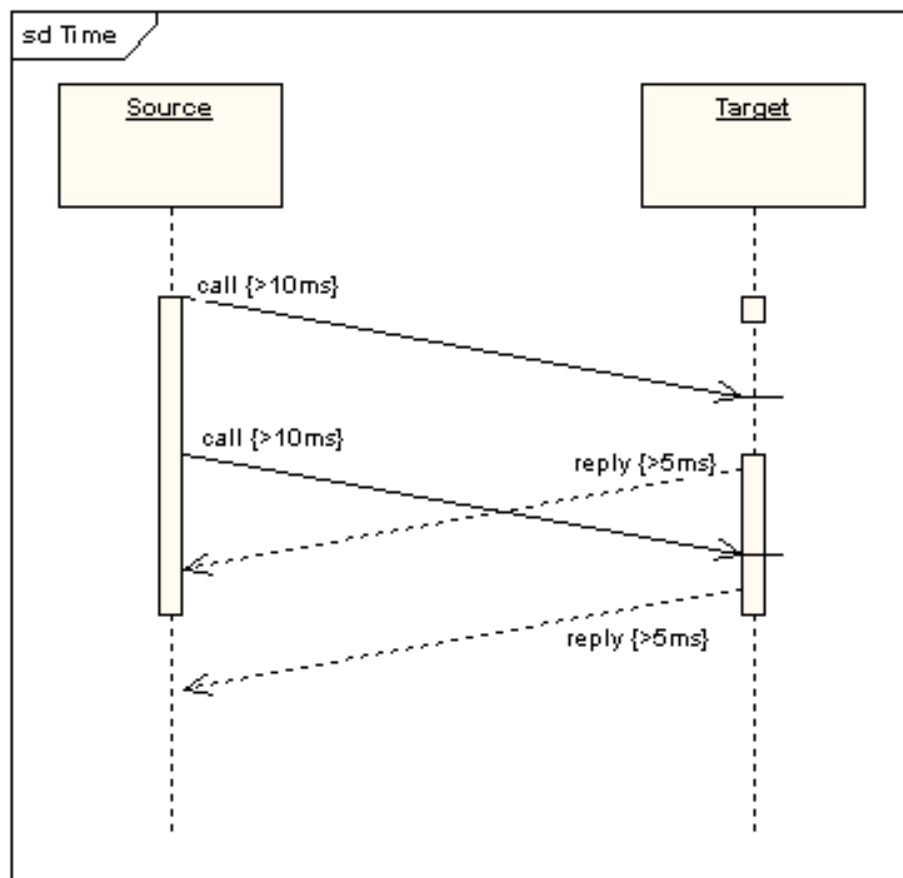 sd Time
Source
Target
call {>10ms}
call {>10ms}
reply {>5ms}
reply {>5ms}